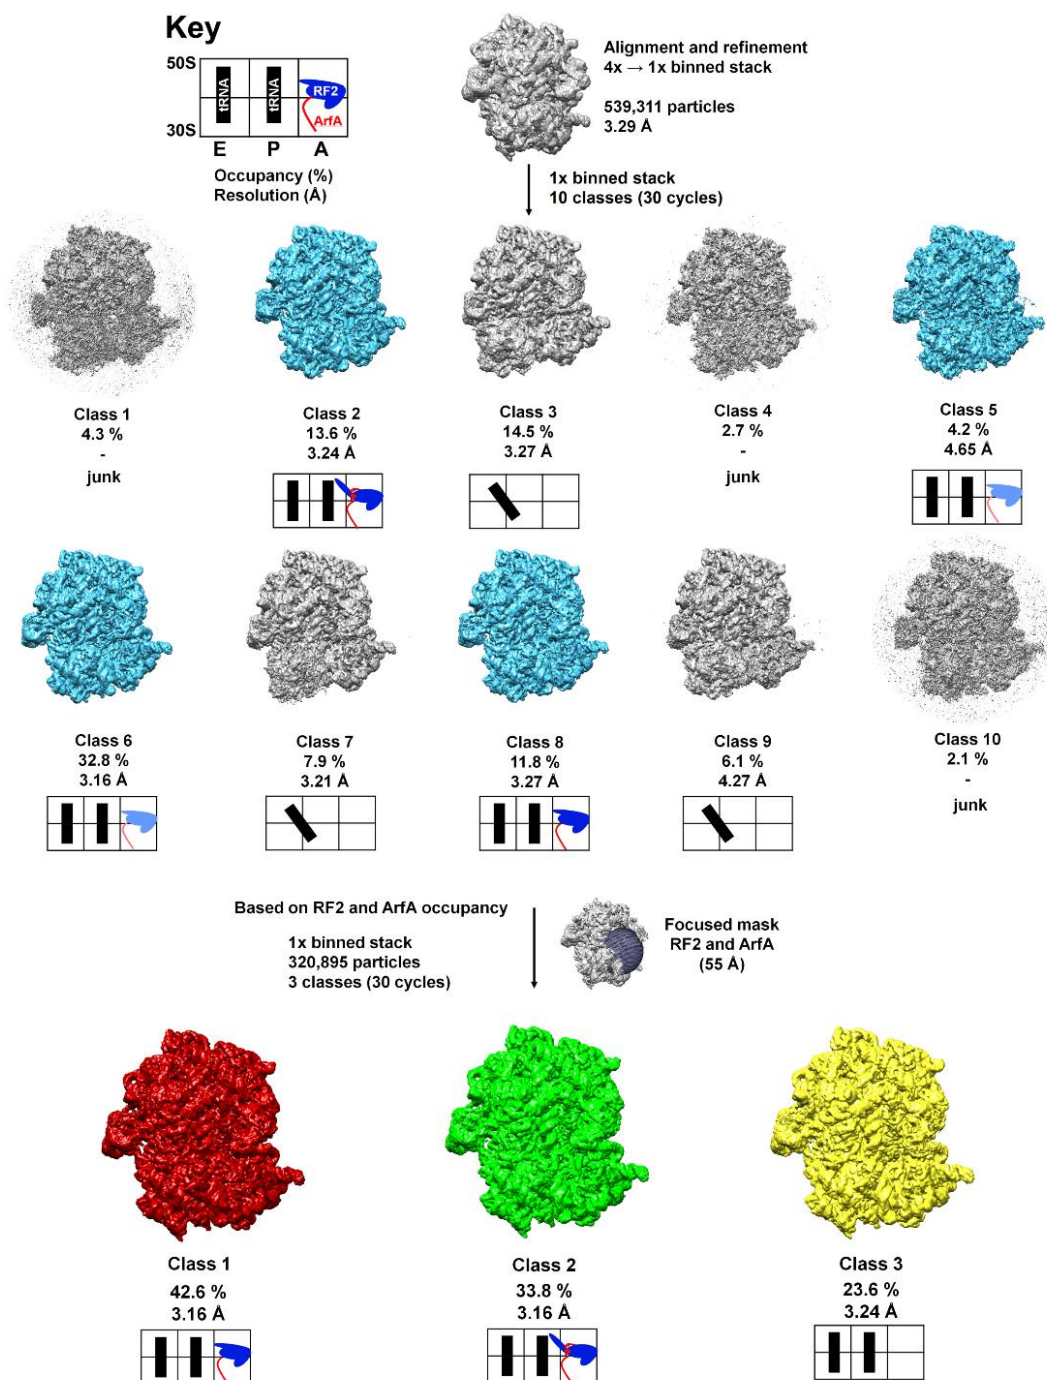 Key
50S
tRNA
tRNA
RF2
ArfA
30S
E P A
Occupancy (%)
Resolution (Å)
Alignment and refinement
4x → 1x binned stack
539,311 particles
3.29 Å
1x binned stack
10 classes (30 cycles)
Class 1
4.3 %
-
junk
Class 2
13.6 %
3.24 Å
Class 3
14.5 %
3.27 Å
Class 4
2.7 %
-
junk
Class 5
4.2 %
4.65 Å
Class 6
32.8 %
3.16 Å
Class 7
7.9 %
3.21 Å
Class 8
11.8 %
3.27 Å
Class 9
6.1 %
4.27 Å
Class 10
2.1 %
-
junk
Based on RF2 and ArfA occupancy
1x binned stack
320,895 particles
3 classes (30 cycles)
Focused mask
RF2 and ArfA
(55 Å)
Class 1
42.6 %
3.16 Å
Class 2
33.8 %
3.16 Å
Class 3
23.6 %
3.24 Å